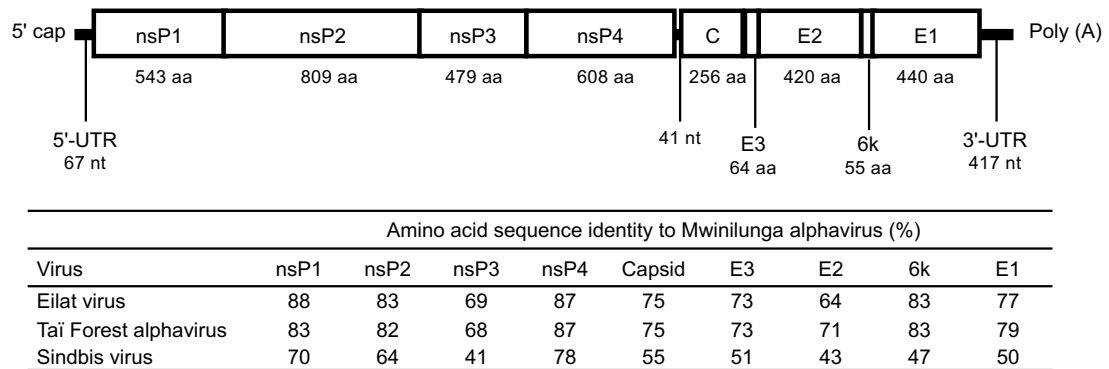 5' cap nsP1 nsP2 nsP3 nsP4 C E2 E1 Poly (A)
543 aa 809 aa 479 aa 608 aa 256 aa 420 aa 440 aa
5'-UTR 41 nt E3 6k 3'-UTR
67 nt 64 aa 55 aa 417 nt
Amino acid sequence identity to Mwinilunga alphavirus (%)
Virus nsP1 nsP2 nsP3 nsP4 Capsid E3 E2 6k E1
Eilat virus 88 83 69 87 75 73 64 83 77
Taï Forest alphavirus 83 82 68 87 75 73 71 83 79
Sindbis virus 70 64 41 78 55 51 43 47 50